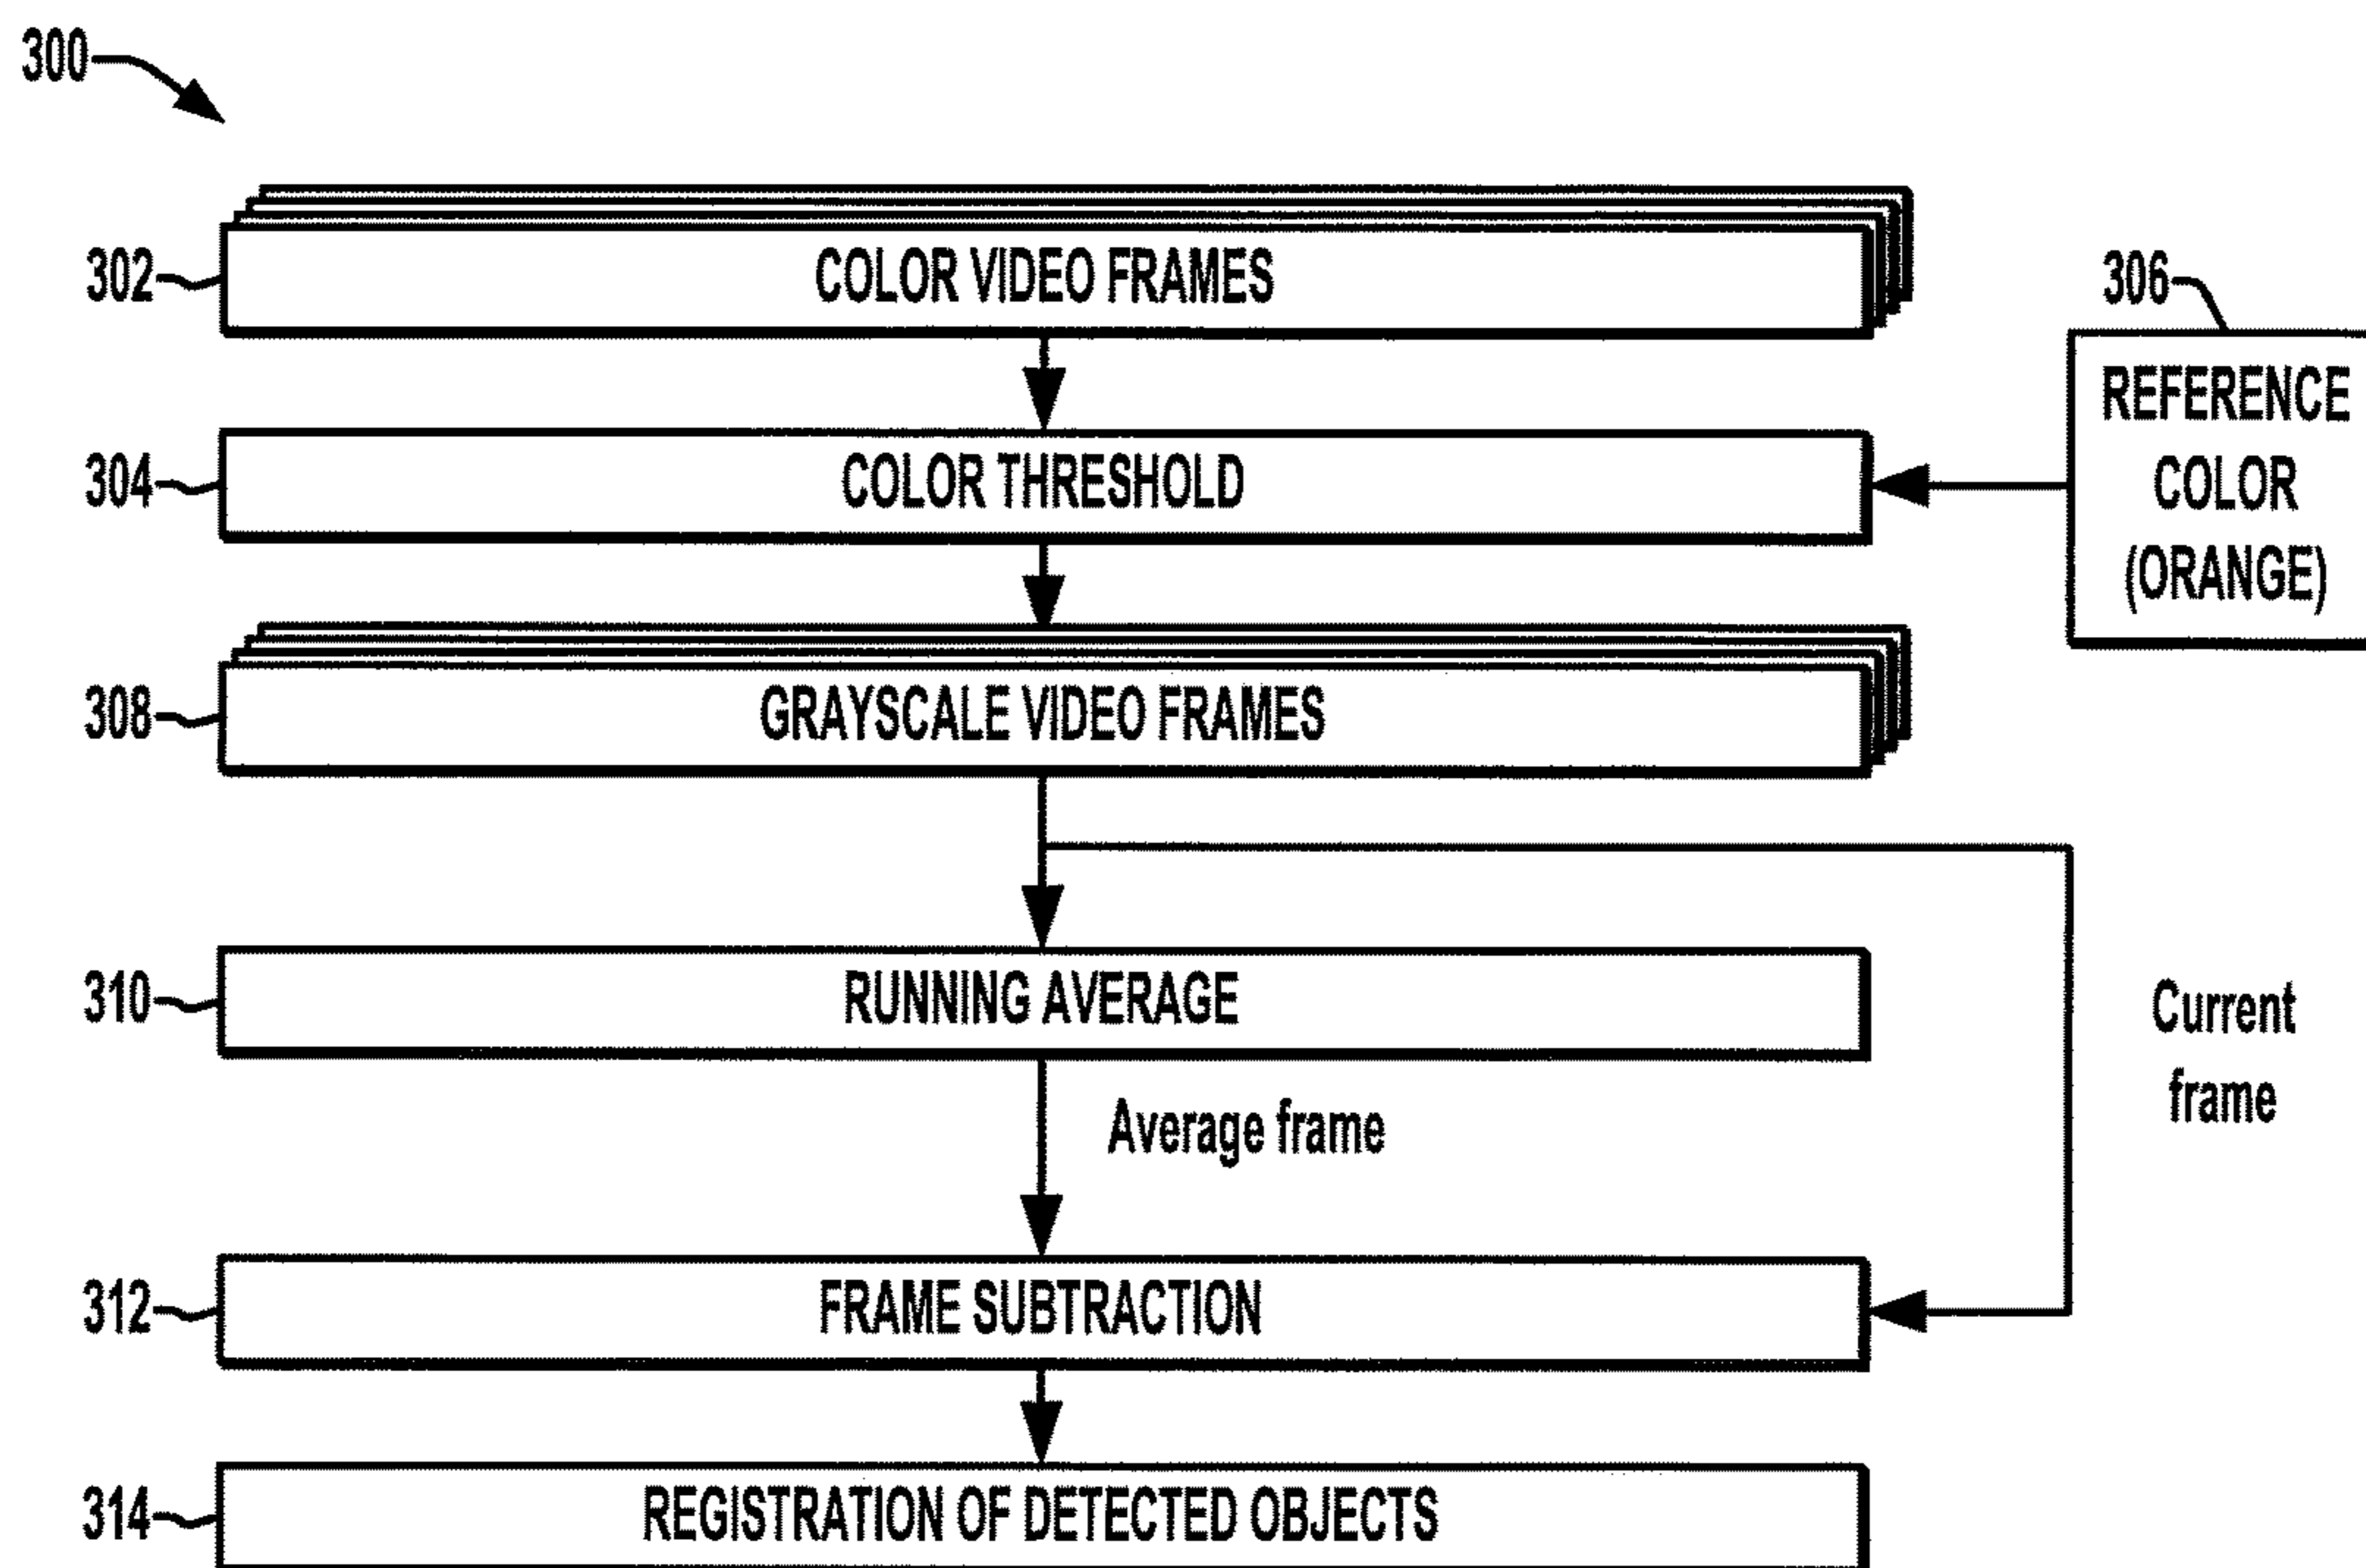 300
302
COLOR VIDEO FRAMES
306
REFERENCE
COLOR
(ORANGE)
304
COLOR THRESHOLD
308
GRAYSCALE VIDEO FRAMES
310
RUNNING AVERAGE
Current
frame
Average frame
312
FRAME SUBTRACTION
314
REGISTRATION OF DETECTED OBJECTS